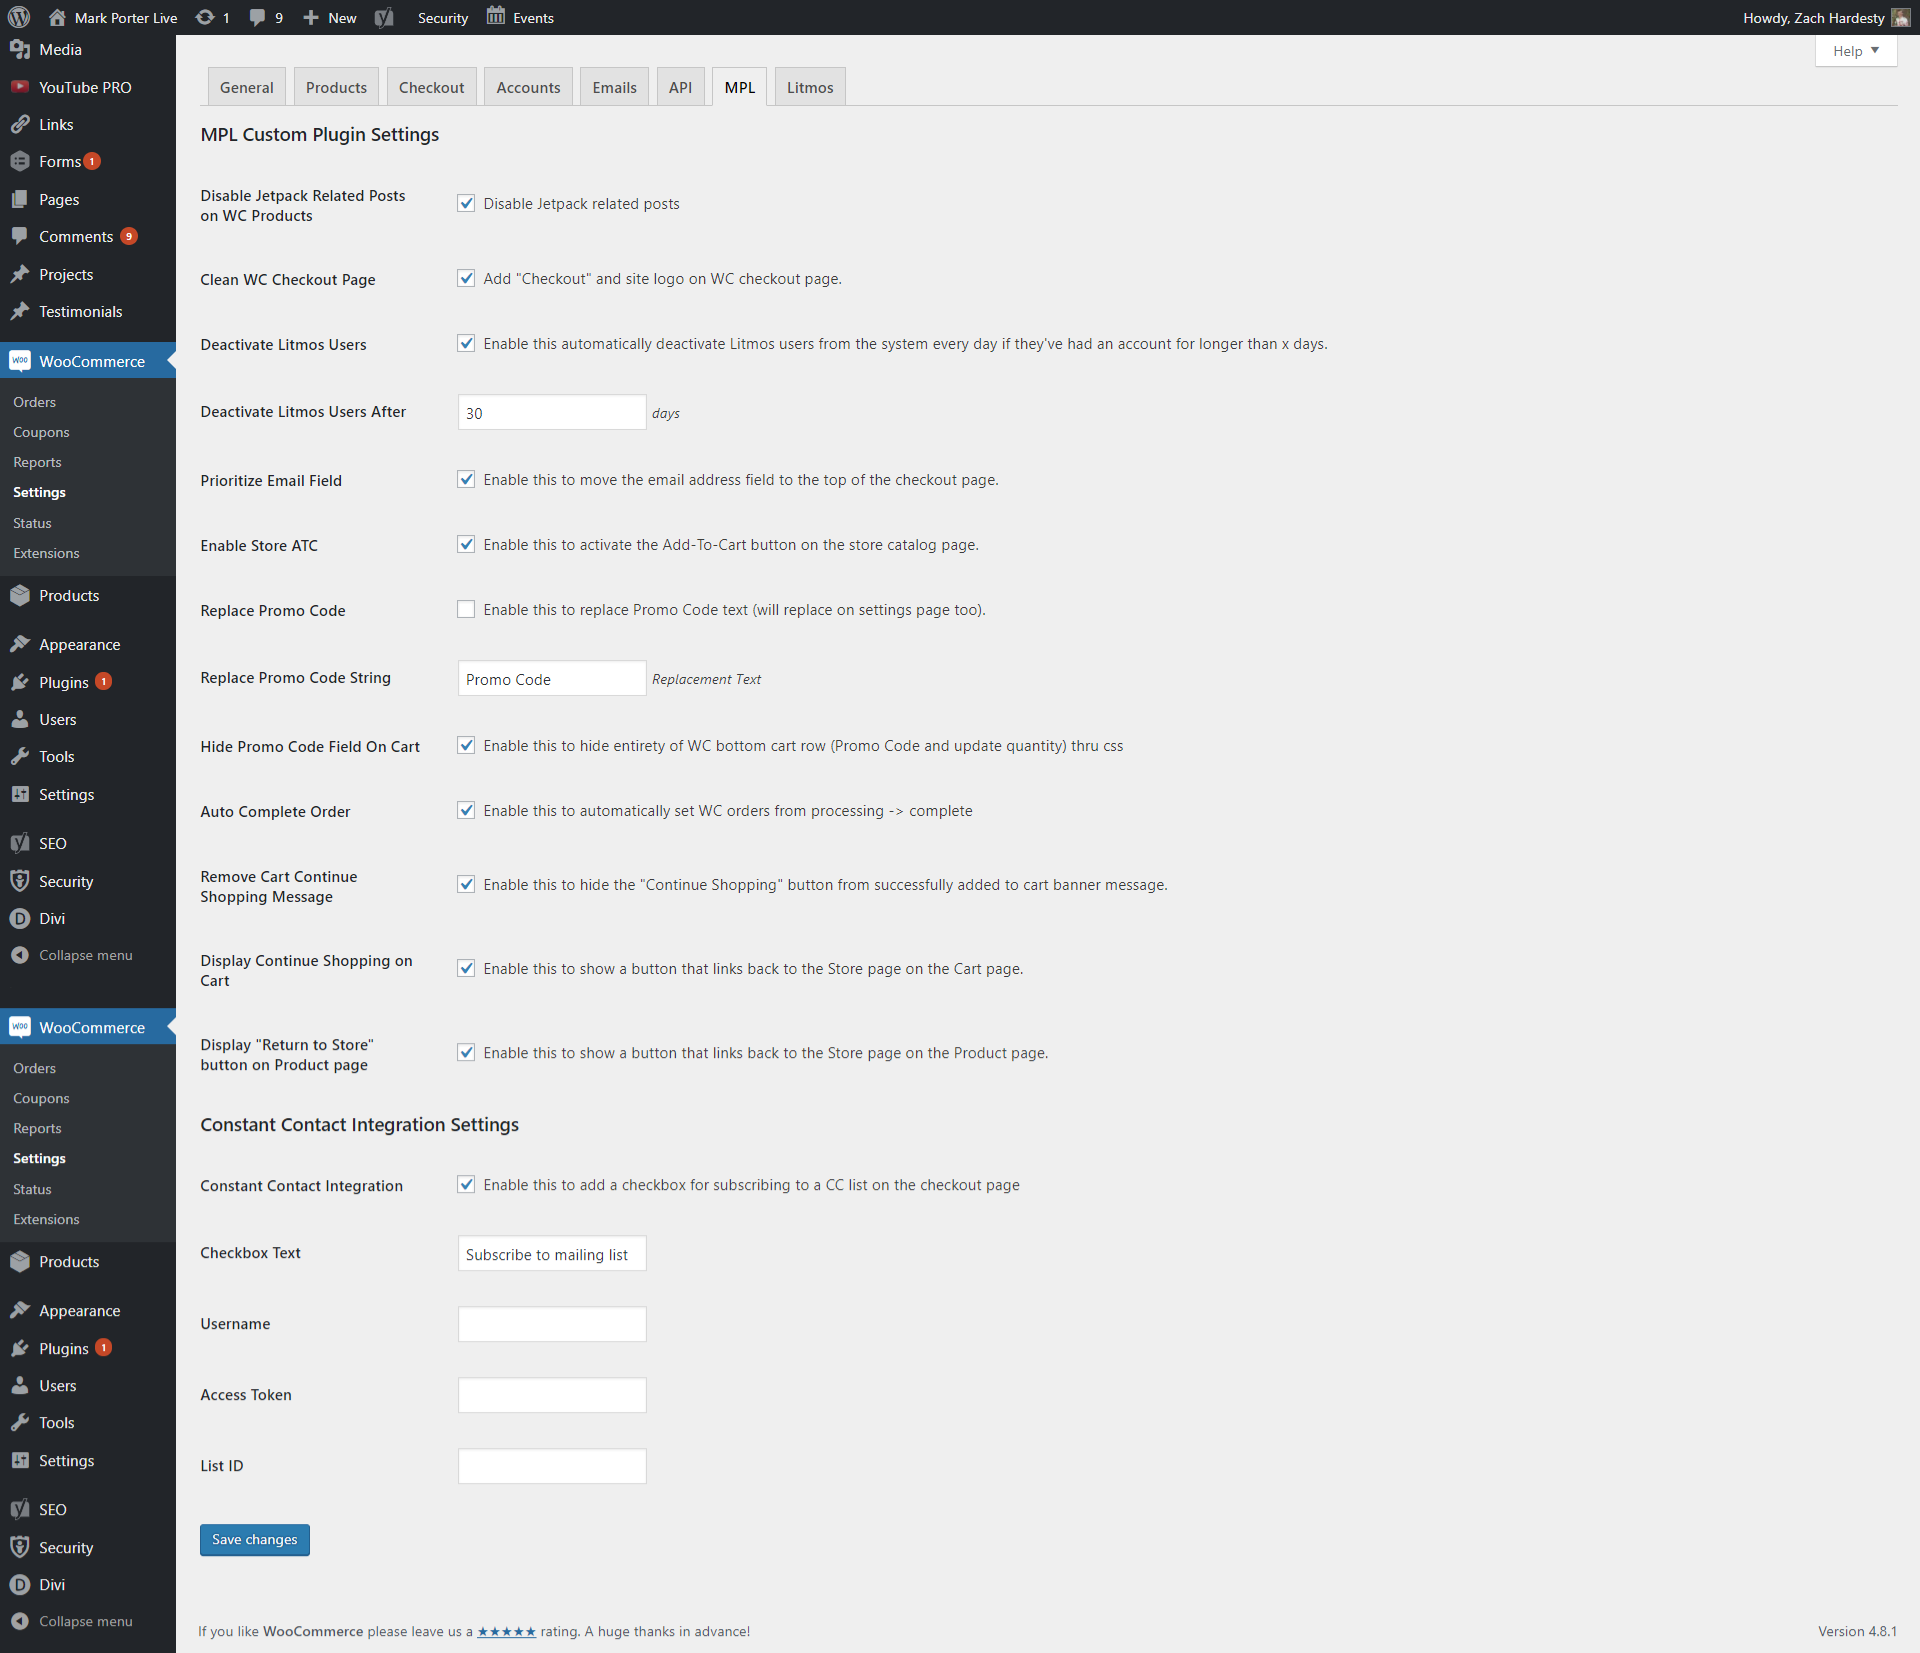 Mark Porter Live 1 9 New Security Events Howdy, Zach Hardesty
Help
Media
YouTube PRO
Links
Forms 1
Pages
Comments 9
Projects
Testimonials
WooCommerce
Orders
Coupons
Reports
Settings
Status
Extensions
Products
Appearance
Plugins 1
Users
Tools
Settings
SEO
Security
Divi
Collapse menu
WooCommerce
Orders
Coupons
Reports
Settings
Status
Extensions
Products
Appearance
Plugins 1
Users
Tools
Settings
SEO
Security
Divi
Collapse menu
General Products Checkout Accounts Emails API MPL Litmos
MPL Custom Plugin Settings
Disable Jetpack Related Posts
on WC Products
Disable Jetpack related posts
Clean WC Checkout Page
Add "Checkout" and site logo on WC checkout page.
Deactivate Litmos Users
Enable this automatically deactivate Litmos users from the system every day if they've had an account for longer than x days.
Deactivate Litmos Users After
30 days
Prioritize Email Field
Enable this to move the email address field to the top of the checkout page.
Enable Store ATC
Enable this to activate the Add-To-Cart button on the store catalog page.
Replace Promo Code
Enable this to replace Promo Code text (will replace on settings page too).
Replace Promo Code String
Promo Code Replacement Text
Hide Promo Code Field On Cart
Enable this to hide entirety of WC bottom cart row (Promo Code and update quantity) thru css
Auto Complete Order
Enable this to automatically set WC orders from processing -> complete
Remove Cart Continue
Shopping Message
Enable this to hide the "Continue Shopping" button from successfully added to cart banner message.
Display Continue Shopping on
Cart
Enable this to show a button that links back to the Store page on the Cart page.
Display "Return to Store"
button on Product page
Enable this to show a button that links back to the Store page on the Product page.
Constant Contact Integration Settings
Constant Contact Integration
Enable this to add a checkbox for subscribing to a CC list on the checkout page
Checkbox Text
Subscribe to mailing list
Username
Access Token
List ID
Save changes
If you like WooCommerce please leave us a ★★★★★ rating. A huge thanks in advance!
Version 4.8.1